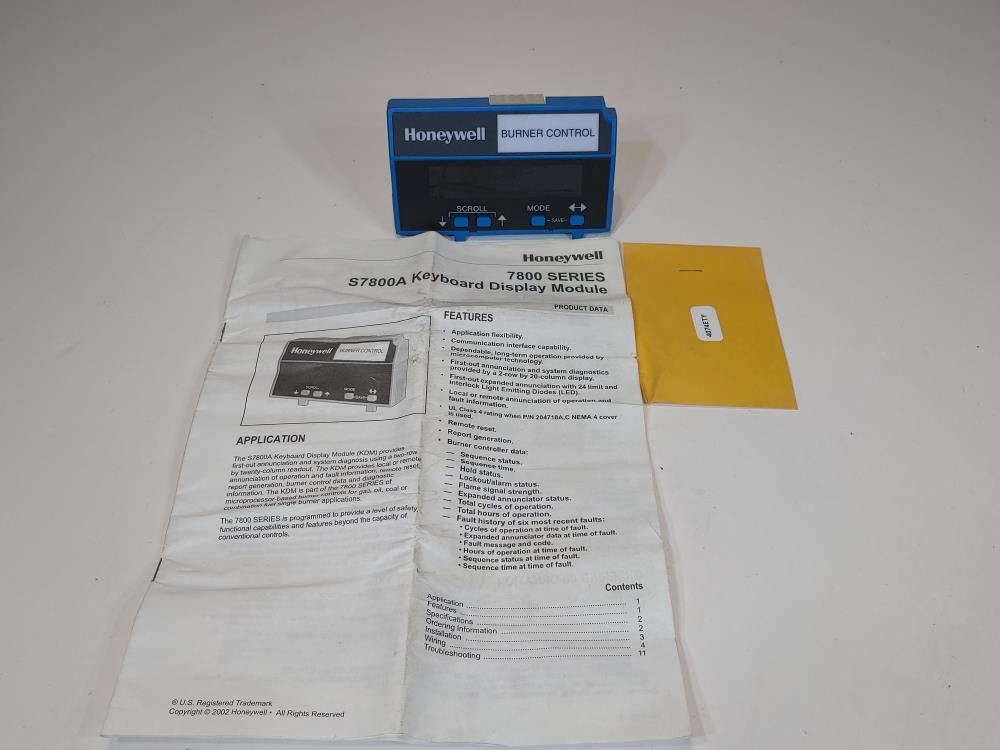 Honeywell BURNER CONTROL
SCROLL MODE
-SAVE-
Honeywell
7800 SERIES
S7800A Keyboard Display Module
PRODUCT DATA
Honeywell BURNER CONTROL
SCROLL MODE
SAVE
APPLICATION
The S7800A Keyboard Display Module (KDM) provides
first-out annunciation and system diagnosis using a two-row
by twenty-column readout. The KDM provides local or remote
annunciation of operation and fault information, remote reset,
report generation, burner control data and diagnostic
information. The KDM is part of the 7800 SERIES of
microprocessor-based burner controls for gas, oil, coal or
combination fuel single burner applications.
The 7800 SERIES is programmed to provide a level of safety,
functional capabilities and features beyond the capacity of
conventional controls.
FEATURES
• Application flexibility.
• Communication interface capability.
• Dependable, long-term operation provided by
microcomputer technology.
• First-out annunciation and system diagnostics
provided by a 2-row by 20-column display.
• First-out expanded annunciation with 24 limit and
interlock Light Emitting Diodes (LED).
• Local or remote annunciation of operation and
fault information.
• UL Class 4 rating when P/N 204718A,C NEMA 4 cover
is used.
• Remote reset.
• Report generation.
• Burner controller data:
— Sequence status.
— Sequence time.
— Hold status.
— Lockout/alarm status.
— Flame signal strength.
— Expanded annunciator status.
— Total cycles of operation.
— Total hours of operation.
— Fault history of six most recent faults:
• Cycles of operation at time of fault.
• Expanded annunciator data at time of fault.
• Fault message and code.
• Hours of operation at time of fault.
• Sequence status at time of fault.
• Sequence time at time of fault.
Contents
Application 1
Features 1
Specifications 2
Ordering Information 2
Installation 3
Wiring 4
Troubleshooting 11
® U.S. Registered Trademark
Copyright © 2002 Honeywell • All Rights Reserved
4074ETY